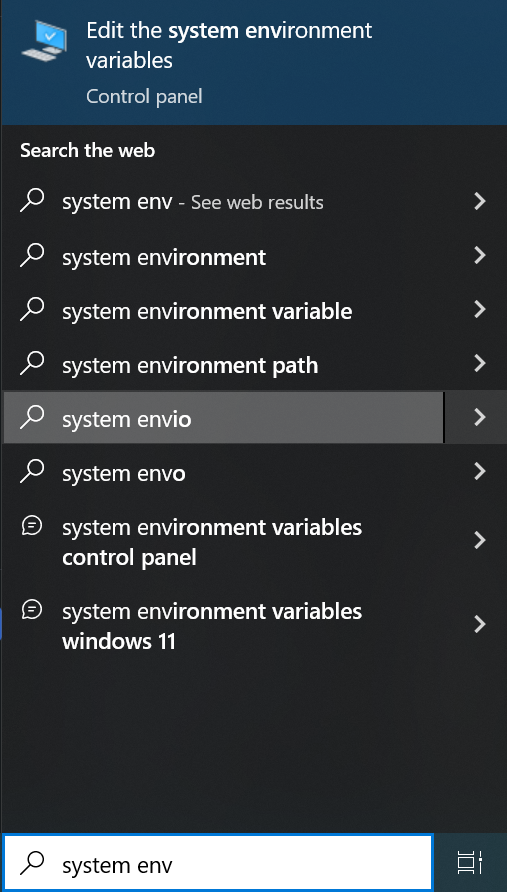 Edit the system environment
variables
Control panel
Search the web
system env - See web results
system environment
system environment variable
system environment path
system envio
system envo
system environment variables
control panel
system environment variables
windows 11
system env